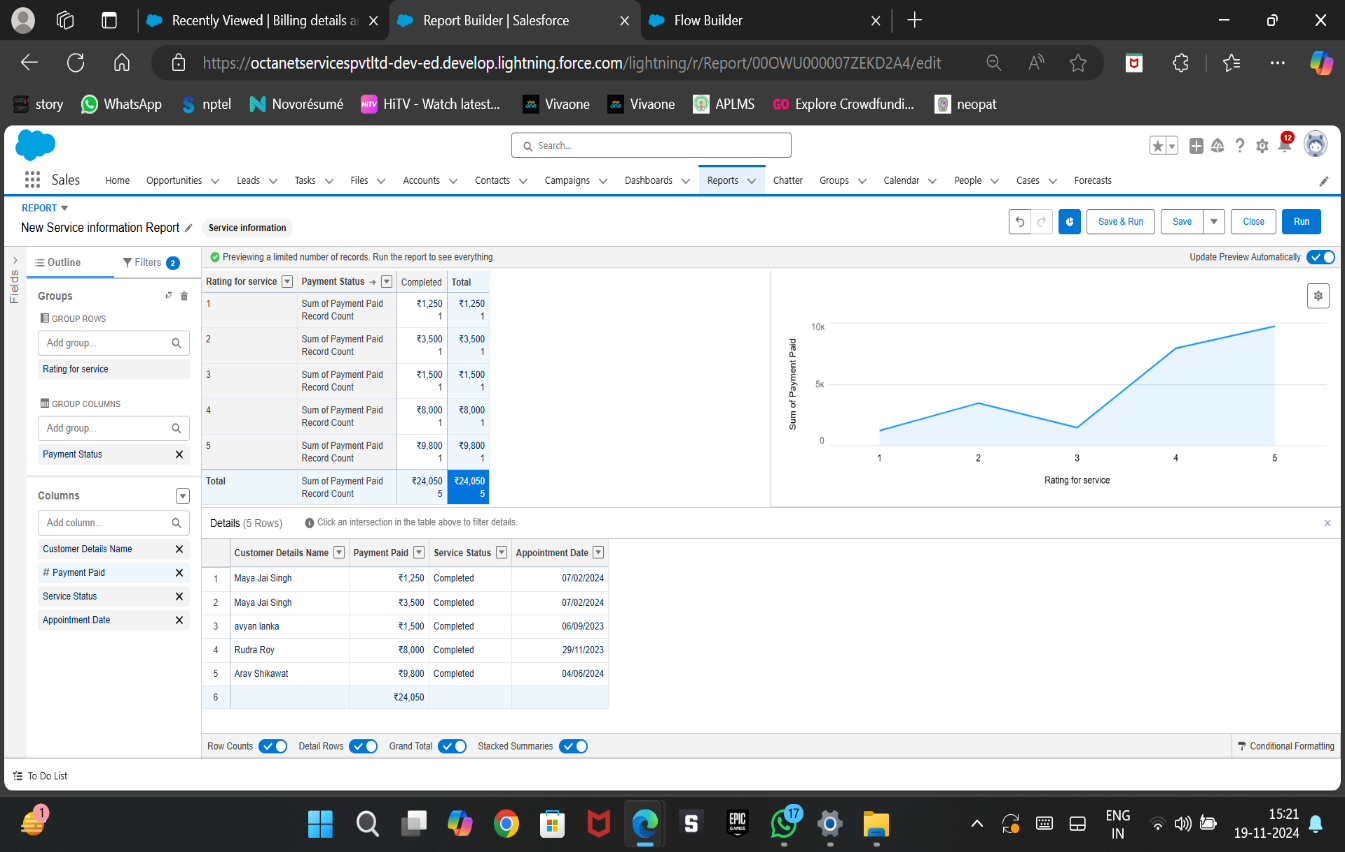 Recently Viewed | Billing details a
Report Builder | Salesforce
Flow Builder
https://octanetservicespvtltd-dev-ed.develop.lightning.force.com/lightning/r/Report/00OWU000007ZEKD2A4/edit
story WhatsApp nptel Novorésumé HiTV - Watch latest... Vivaone Vivaone APLMS Explore Crowdfundi... neopat
Search...
12
Sales Home Opportunities Leads Tasks Files Accounts Contacts Campaigns Dashboards Reports Chatter Groups Calendar People Cases Forecasts
REPORT
New Service information Report Service information
Save & Run Save Close Run
Fields
Outline Filters 2
Previewing a limited number of records. Run the report to see everything.
Update Preview Automatically
Groups
GROUP ROWS
Add group...
Rating for service
GROUP COLUMNS
Add group...
Payment Status
Columns
Add column...
Customer Details Name
# Payment Paid
Service Status
Appointment Date
Rating for service Payment Status → Completed Total
1 Sum of Payment Paid ₹1,250 ₹1,250
Record Count 1 1
2 Sum of Payment Paid ₹3,500 ₹3,500
Record Count 1 1
3 Sum of Payment Paid ₹1,500 ₹1,500
Record Count 1 1
4 Sum of Payment Paid ₹8,000 ₹8,000
Record Count 1 1
5 Sum of Payment Paid ₹9,800 ₹9,800
Record Count 1 1
Total Sum of Payment Paid ₹24,050 ₹24,050
Record Count 5 5
Sum of Payment Paid
10K
5K
0
1 2 3 4 5
Rating for service
Details (5 Rows) Click an intersection in the table above to filter details.
Customer Details Name Payment Paid Service Status Appointment Date
1 Maya Jai Singh ₹1,250 Completed 07/02/2024
2 Maya Jai Singh ₹3,500 Completed 07/02/2024
3 avyan lanka ₹1,500 Completed 06/09/2023
4 Rudra Roy ₹8,000 Completed 29/11/2023
5 Arav Shikawat ₹9,800 Completed 04/06/2024
6 ₹24,050
Row Counts Detail Rows Grand Total Stacked Summaries Conditional Formatting
To Do List
1
S
EPIC GAMES
17
ENG
IN
15:21
19-11-2024